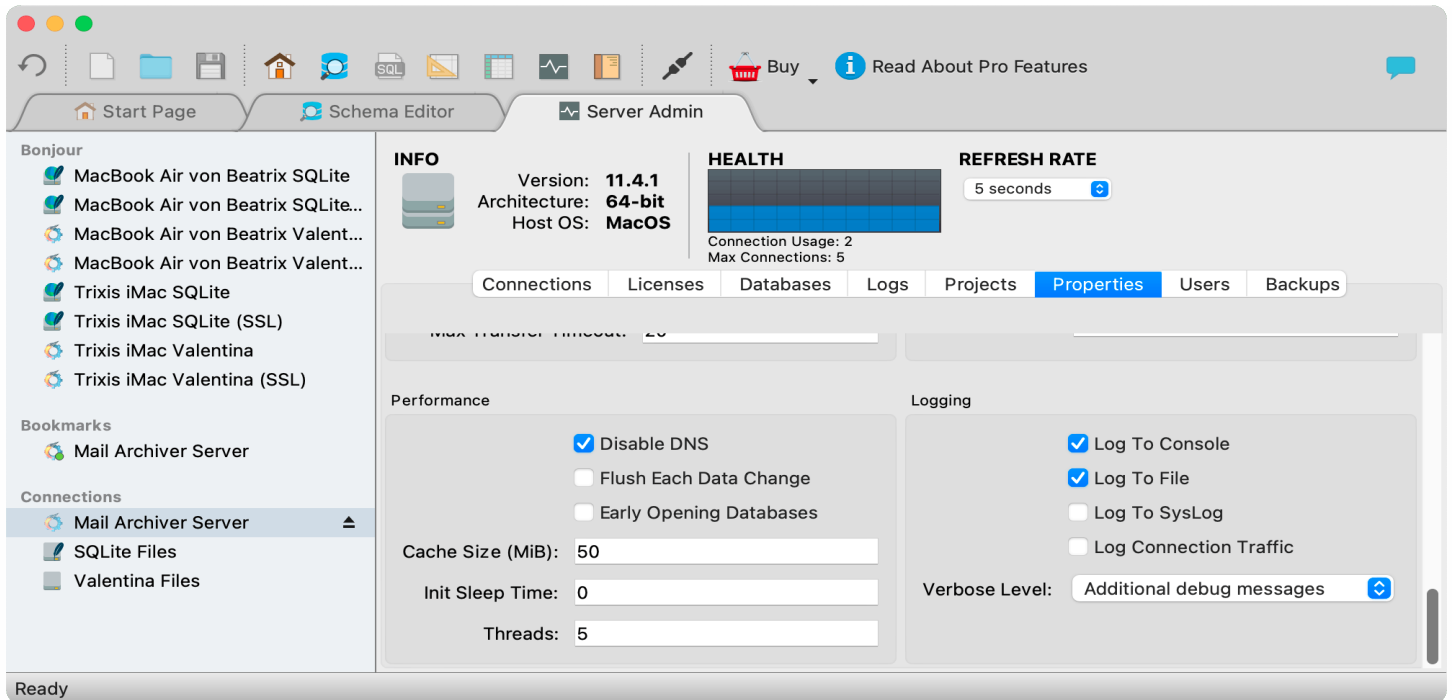 SQL
Buy
Read About Pro Features
Start Page
Schema Editor
Server Admin
Bonjour
MacBook Air von Beatrix SQLite
MacBook Air von Beatrix SQLite...
MacBook Air von Beatrix Valent...
MacBook Air von Beatrix Valent...
Trixis iMac SQLite
Trixis iMac SQLite (SSL)
Trixis iMac Valentina
Trixis iMac Valentina (SSL)
Bookmarks
Mail Archiver Server
Connections
Mail Archiver Server
SQLite Files
Valentina Files
INFO
Version: 11.4.1
Architecture: 64-bit
Host OS: MacOS
HEALTH
Connection Usage: 2
Max Connections: 5
REFRESH RATE
5 seconds
Connections
Licenses
Databases
Logs
Projects
Properties
Users
Backups
Max Transfer Timeout: 20
Performance
Disable DNS
Flush Each Data Change
Early Opening Databases
Cache Size (MiB): 50
Init Sleep Time: 0
Threads: 5
Logging
Log To Console
Log To File
Log To SysLog
Log Connection Traffic
Verbose Level: Additional debug messages
Ready